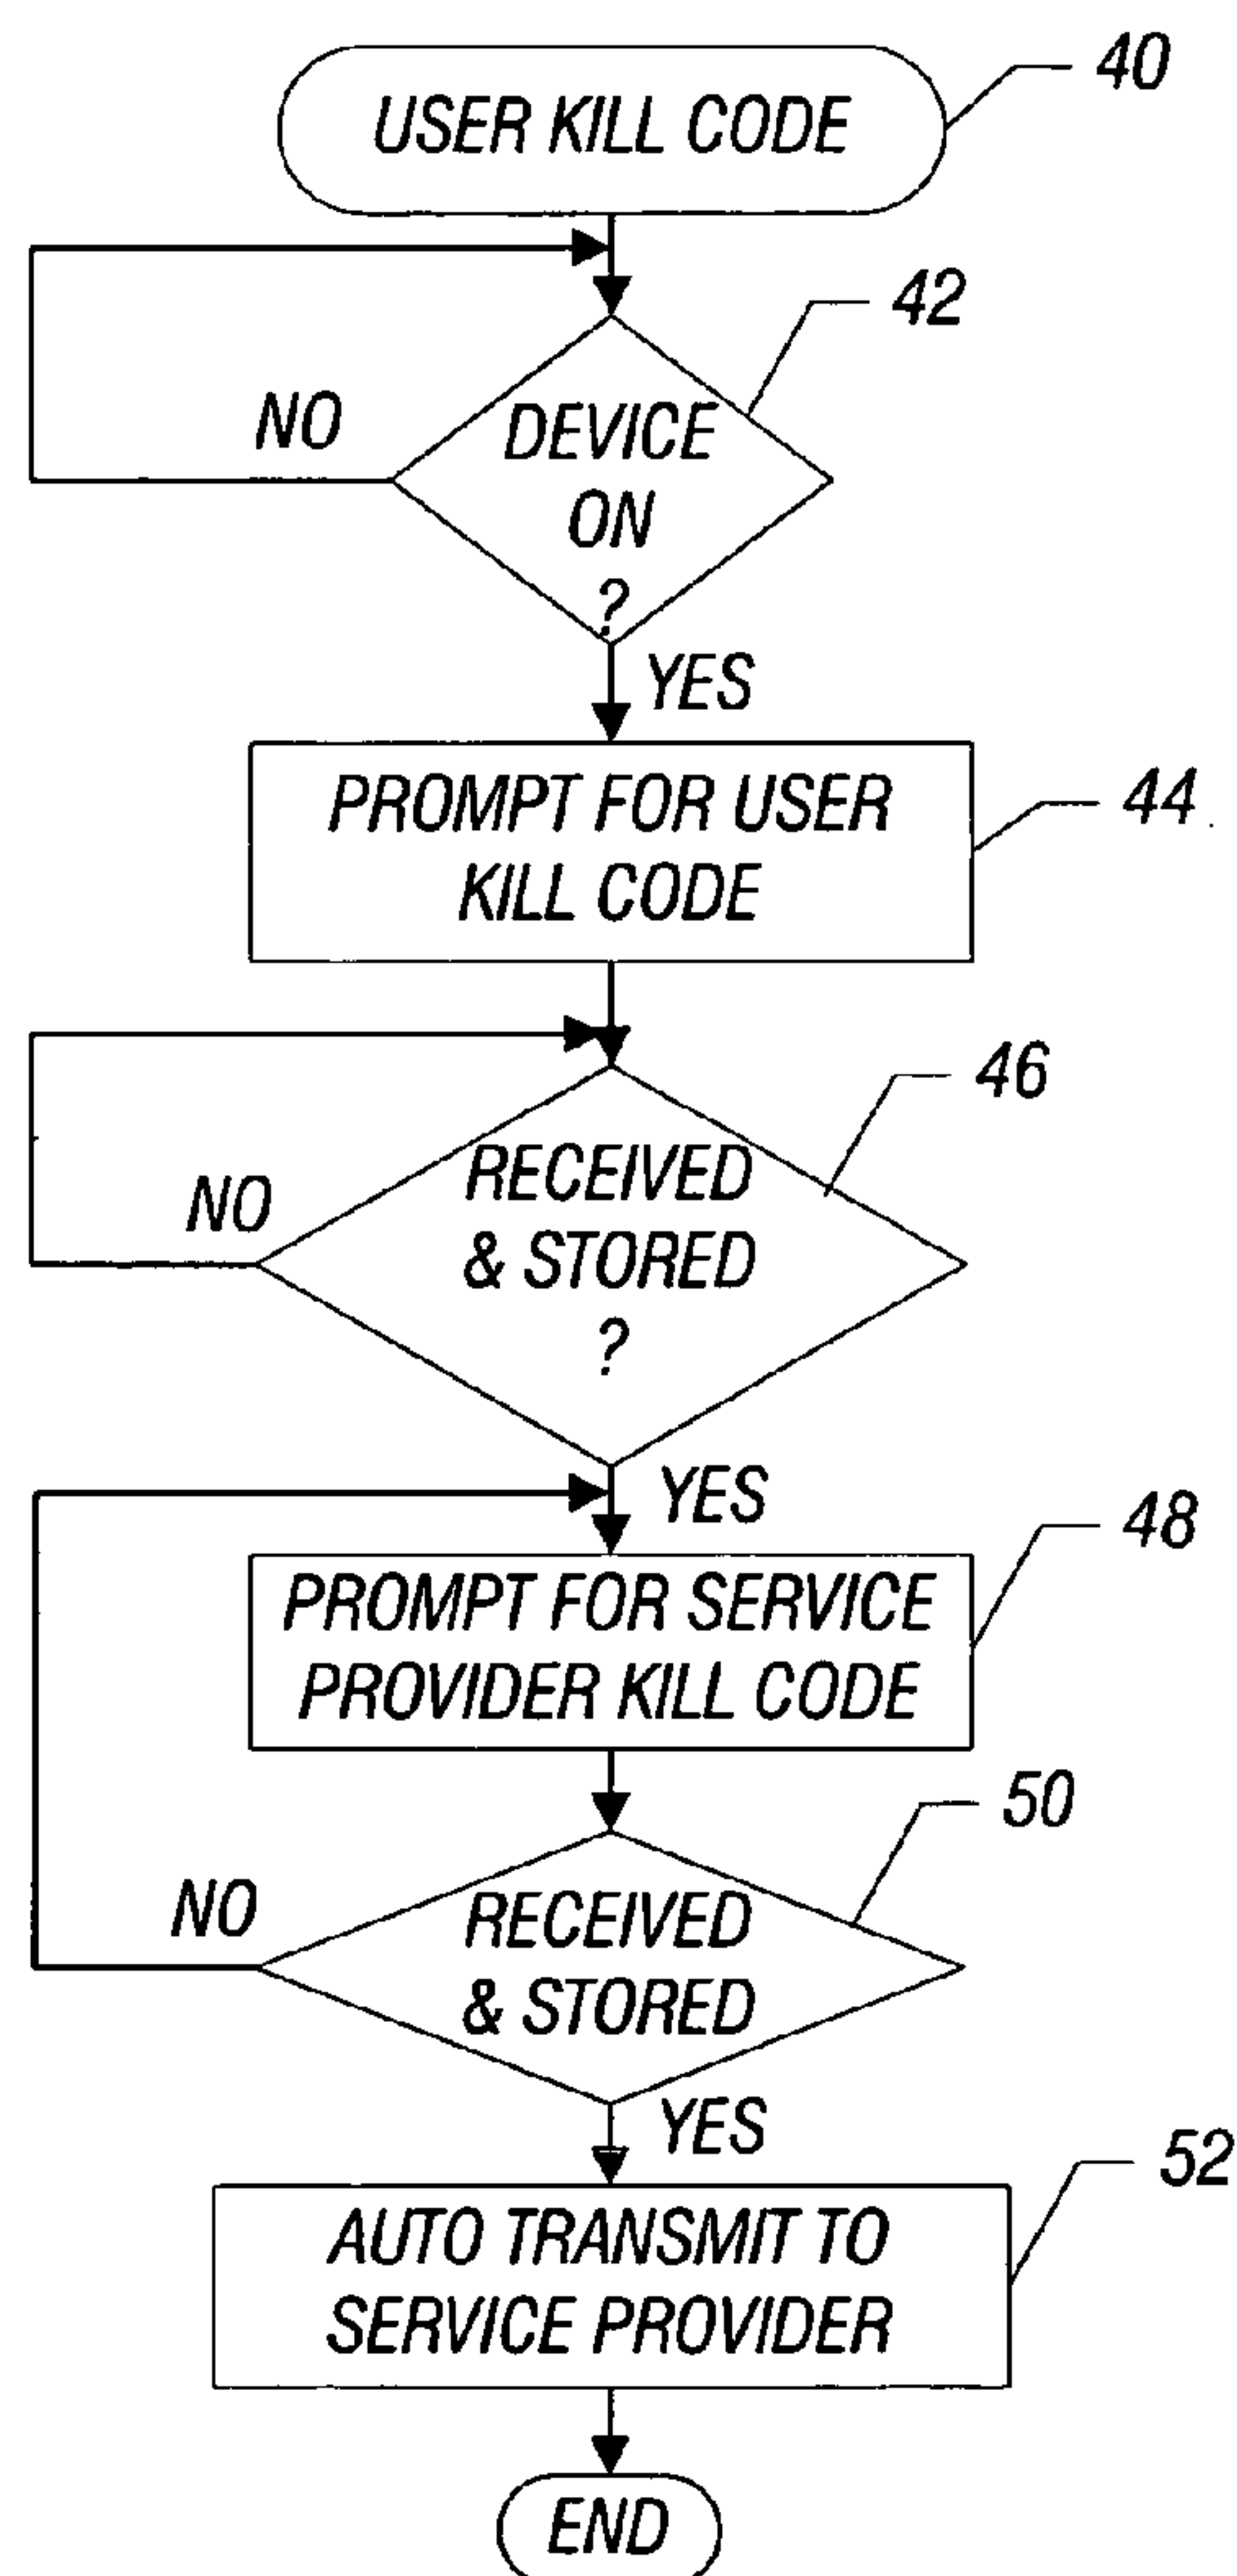 USER KILL CODE
40
42
NO
DEVICE
ON
?
YES
PROMPT FOR USER
KILL CODE
44
46
NO
RECEIVED
& STORED
?
YES
48
PROMPT FOR SERVICE
PROVIDER KILL CODE
50
NO
RECEIVED
& STORED
YES
52
AUTO TRANSMIT TO
SERVICE PROVIDER
END